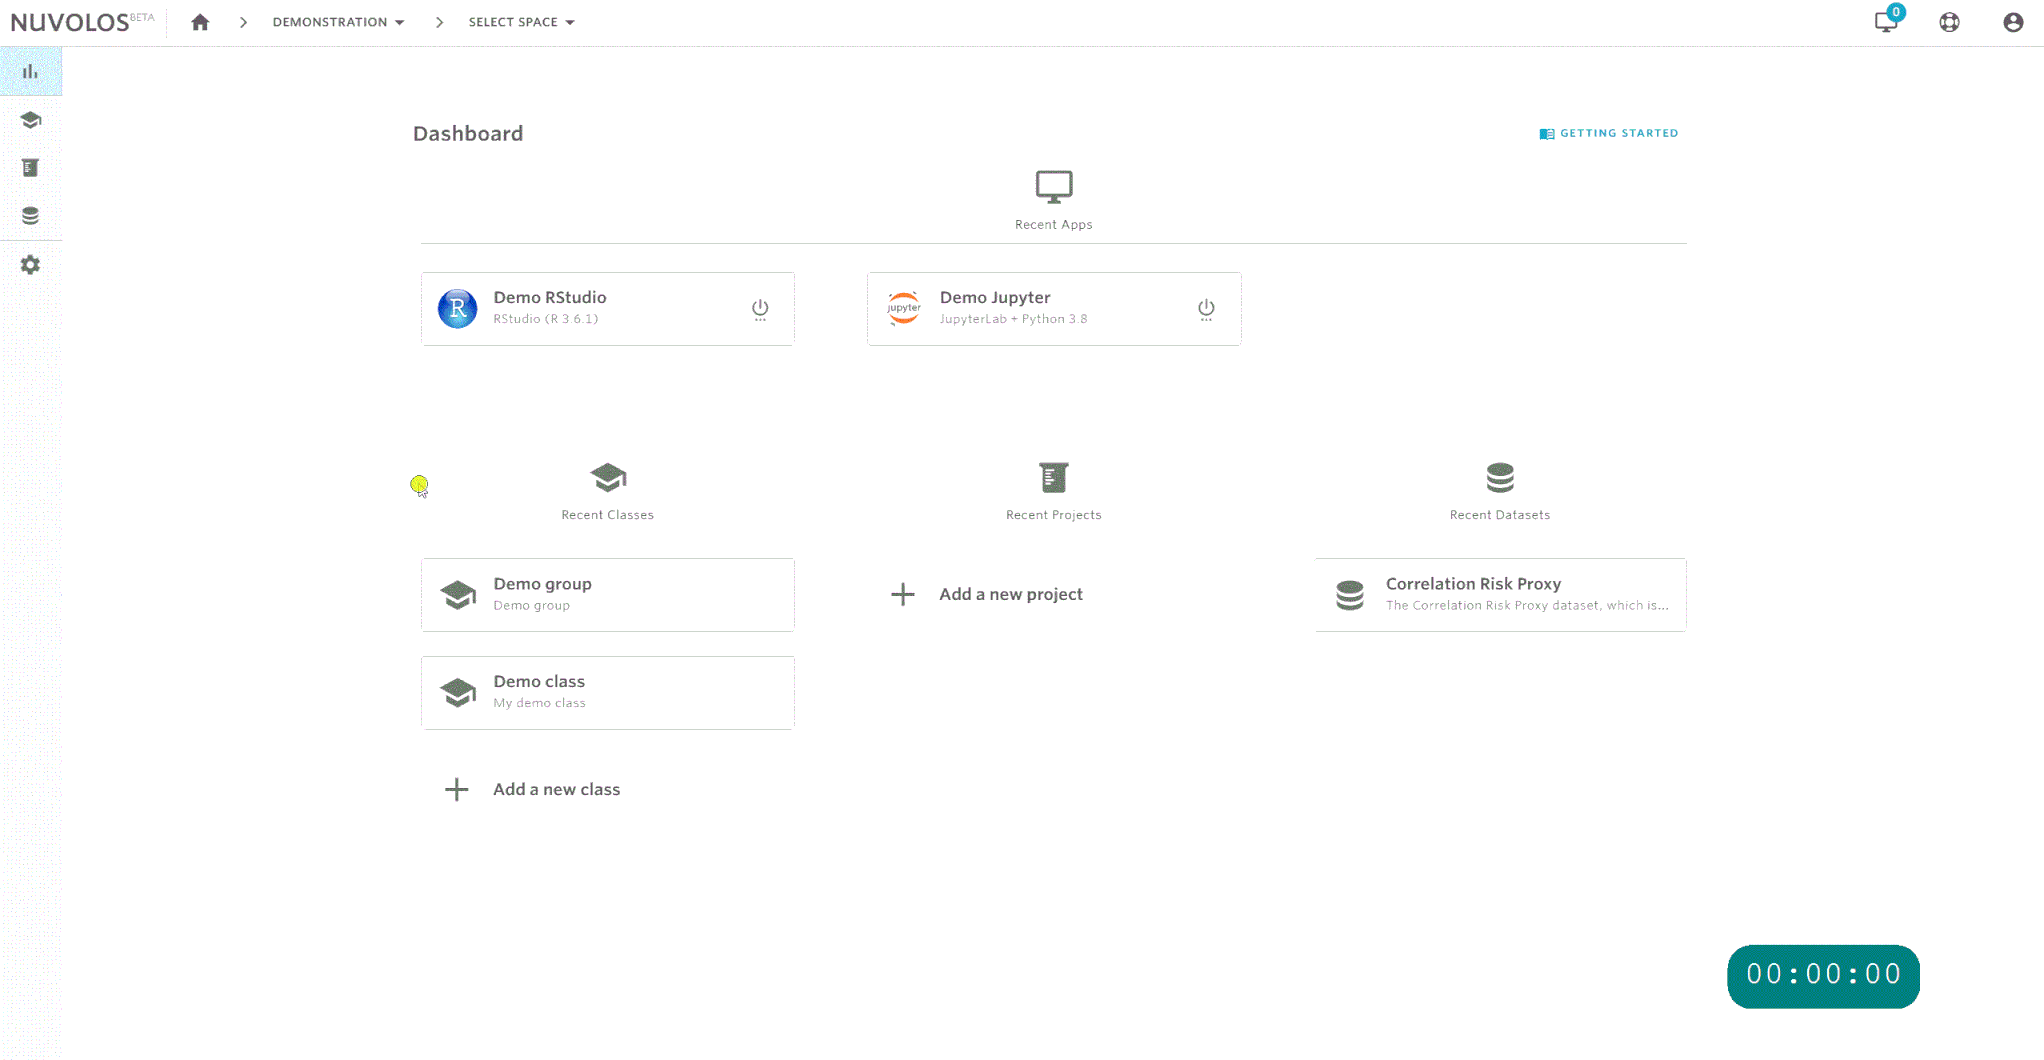 NUVOLOS BETA
DEMONSTRATION
SELECT SPACE
0
Dashboard
GETTING STARTED
Recent Apps
R
Demo RStudio
RStudio (R 3.6.1)
jupyter
Demo Jupyter
JupyterLab + Python 3.8
Recent Classes
Recent Projects
Recent Datasets
Demo group
Demo group
Add a new project
Correlation Risk Proxy
The Correlation Risk Proxy dataset, which is...
Demo class
My demo class
Add a new class
00:00:00